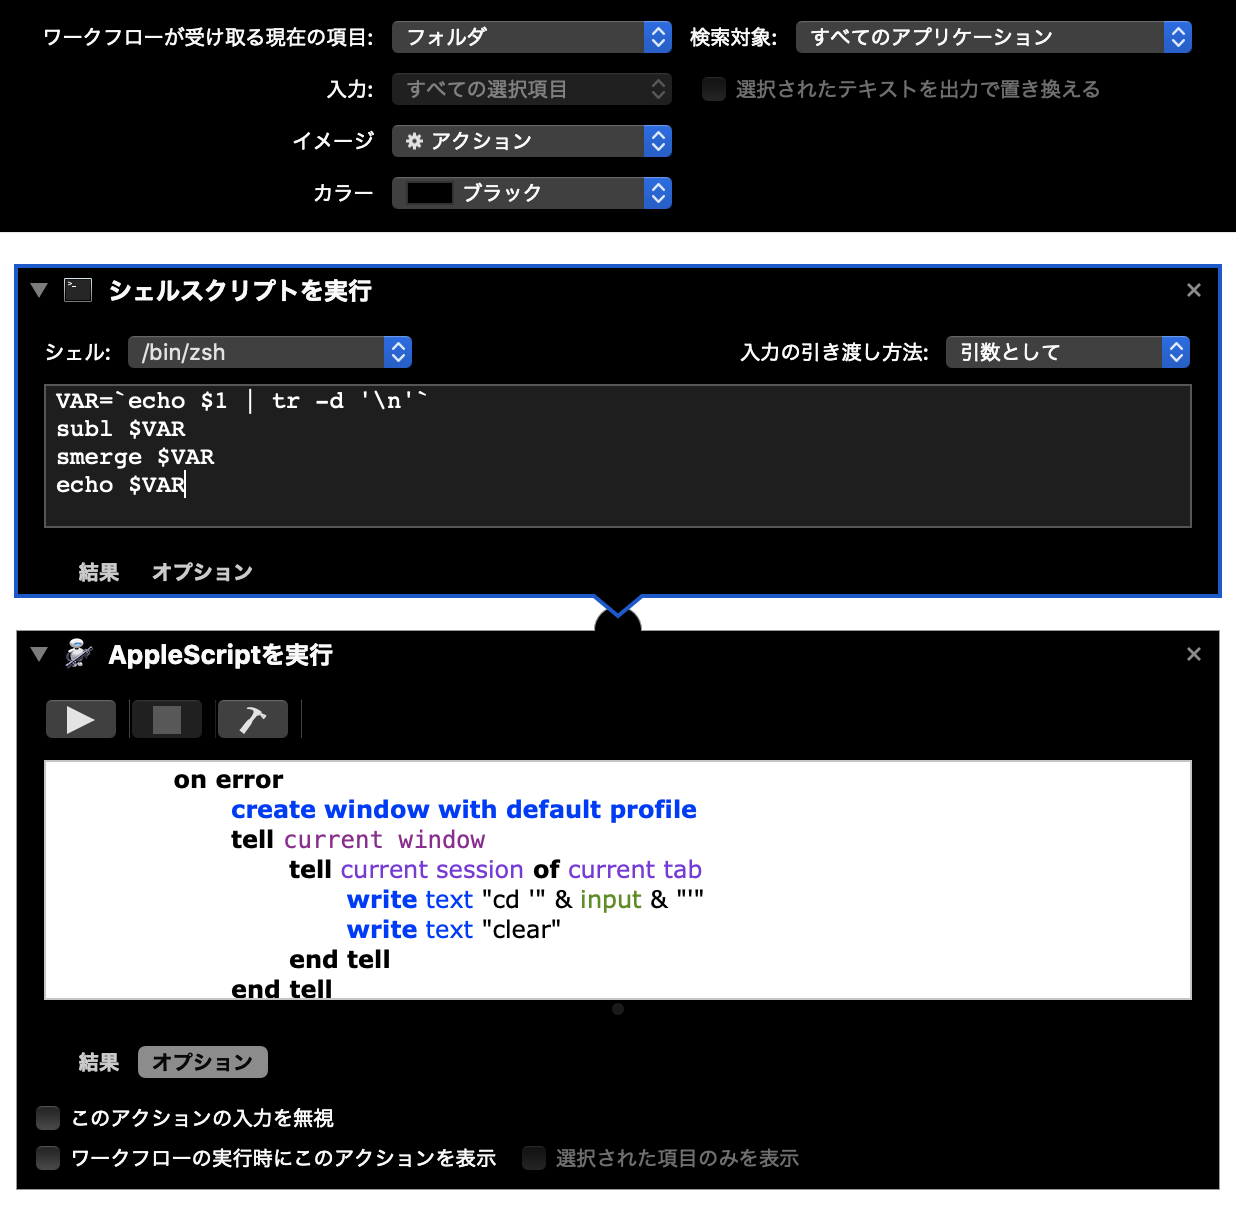 ワークフローが受け取る現在の項目: フォルダ 検索対象: すべてのアプリケーション
入力: すべての選択項目 選択されたテキストを出力で置き換える
イメージ アクション
カラー ブラック
シェルスクリプトを実行
シェル: /bin/zsh 入力の引き渡し方法: 引数として
VAR=`echo $1 | tr -d '\n'`
subl $VAR
smerge $VAR
echo $VAR
結果 オプション
AppleScriptを実行
on error
create window with default profile
tell current window
tell current session of current tab
write text "cd '" & input & "'"
write text "clear"
end tell
end tell
結果 オプション
このアクションの入力を無視
ワークフローの実行時にこのアクションを表示 選択された項目のみを表示